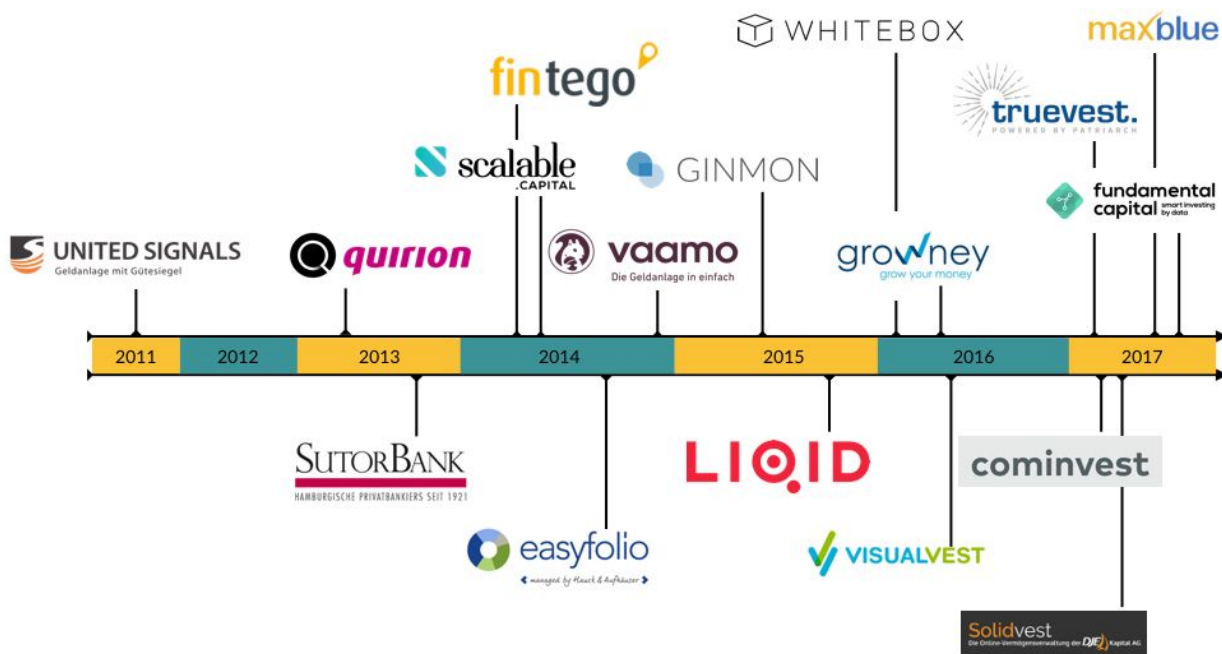 WHITEBOX
maxblue
fintego
truevest.
POWERED BY PATRIARCH
scalable
.CAPITAL
GINMON
fundamental
capital smart investing
by data
UNITED SIGNALS
Geldanlage mit Gütesiegel
quirion
vaamo
Die Geldanlage in einfach
growney
grow your money
2011 2012 2013 2014 2015 2016 2017
SUTORBANK
HAMBURGISCHE PRIVATBANKIERS SEIT 1921
LIQID
cominvest
easyfolio
managed by Hauck & Aufhäuser
VISUALVEST
Solidvest
Die Online-Vermögensverwaltung der DJE Kapital AG